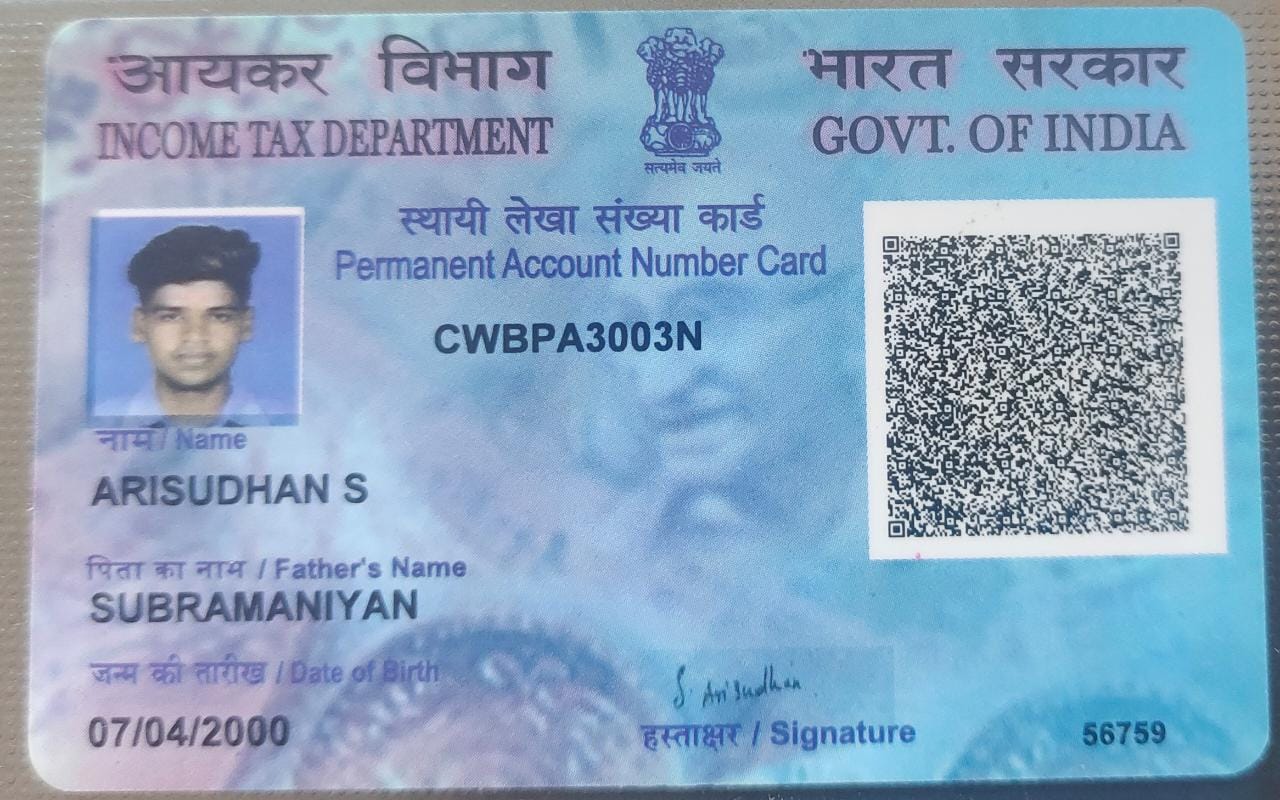 आयकर विभाग
INCOME TAX DEPARTMENT
सत्यमेव जयते
भारत सरकार
GOVT. OF INDIA
स्थायी लेखा संख्या कार्ड
Permanent Account Number Card
CWBPA3003N
नाम / Name
ARISUDHAN S
पिता का नाम / Father's Name
SUBRAMANIYAN
जन्म की तारीख / Date of Birth
07/04/2000
S. Arisudhan
हस्ताक्षर / Signature
56759